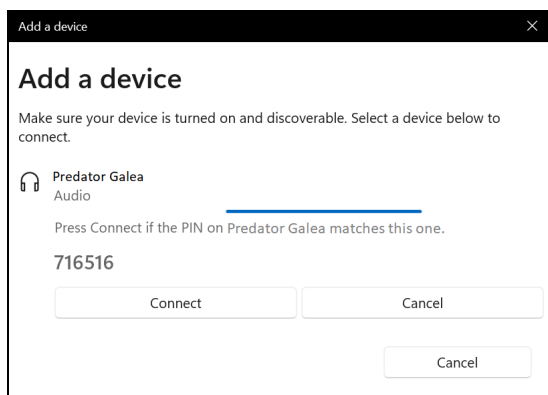 Add a device
Add a device
Make sure your device is turned on and discoverable. Select a device below to
connect.
Predator Galea
Audio
Press Connect if the PIN on Predator Galea matches this one.
716516
Connect
Cancel
Cancel